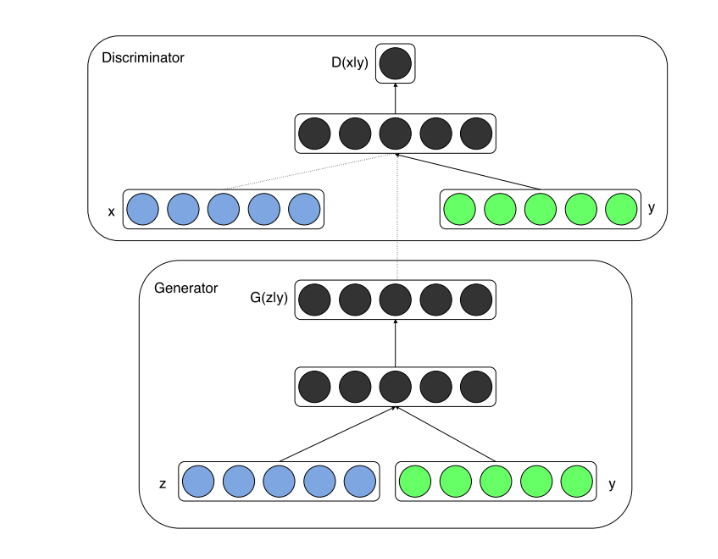 Discriminator
D(x|y)
x
y
Generator
G(z|y)
z
y